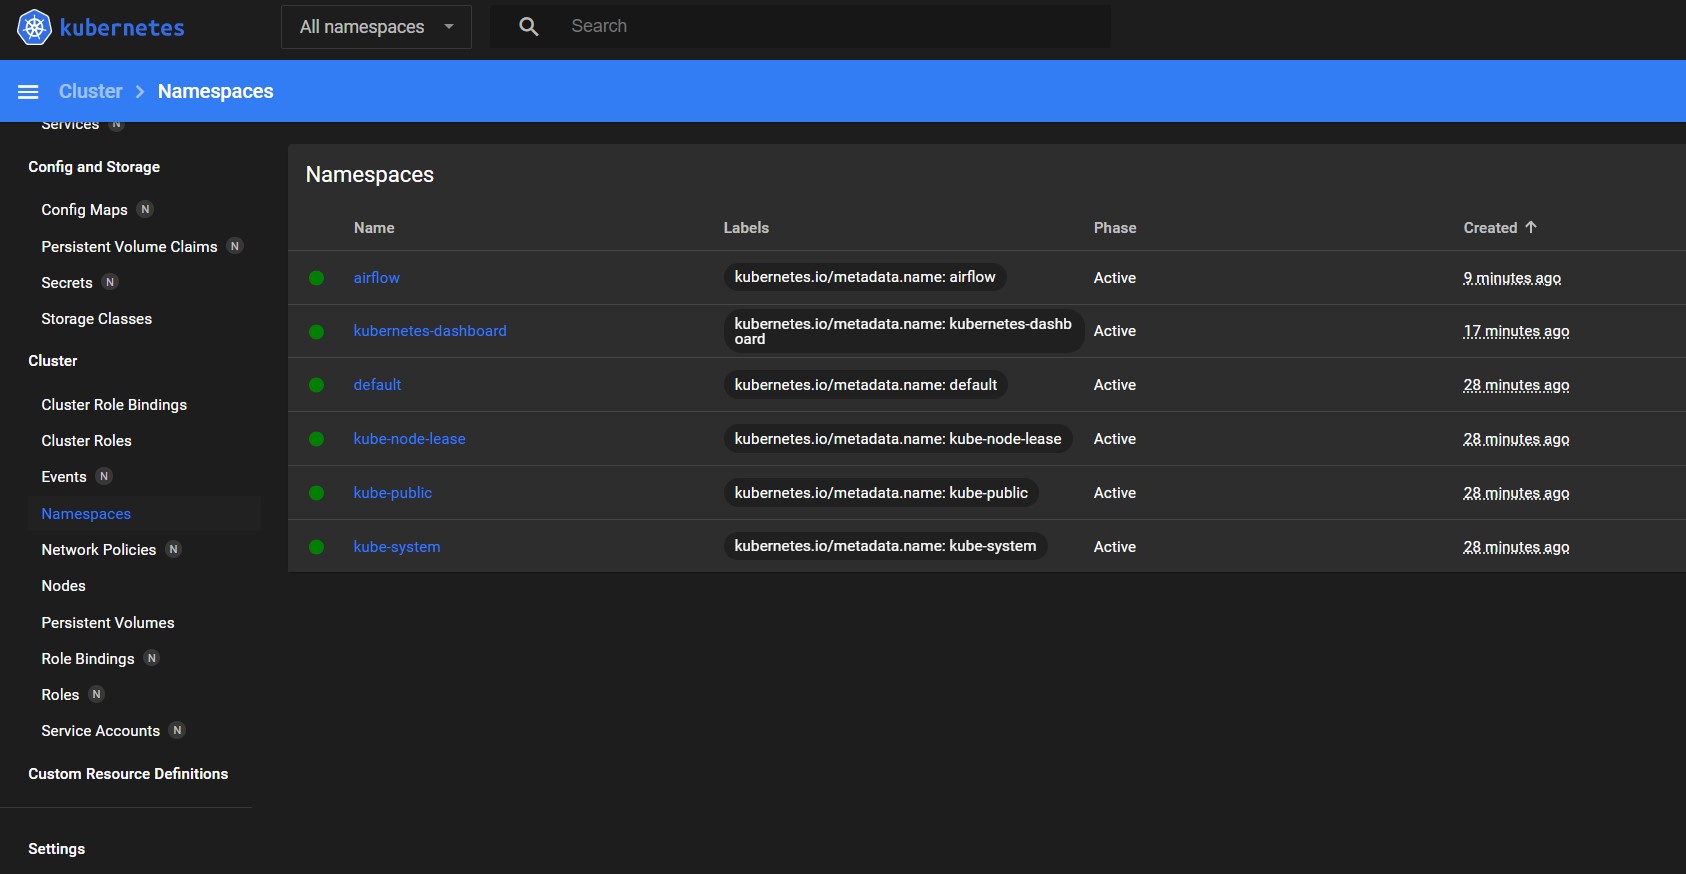 kubernetes
All namespaces
Search
Cluster
Namespaces
Services N
Config and Storage
Config Maps N
Persistent Volume Claims N
Secrets N
Storage Classes
Cluster
Cluster Role Bindings
Cluster Roles
Events N
Namespaces
Network Policies N
Nodes
Persistent Volumes
Role Bindings N
Roles N
Service Accounts N
Custom Resource Definitions
Settings
Namespaces
Name Labels Phase Created
airflow kubernetes.io/metadata.name: airflow Active 9 minutes ago
kubernetes-dashboard kubernetes.io/metadata.name: kubernetes-dashb
oard Active 17 minutes ago
default kubernetes.io/metadata.name: default Active 28 minutes ago
kube-node-lease kubernetes.io/metadata.name: kube-node-lease Active 28 minutes ago
kube-public kubernetes.io/metadata.name: kube-public Active 28 minutes ago
kube-system kubernetes.io/metadata.name: kube-system Active 28 minutes ago